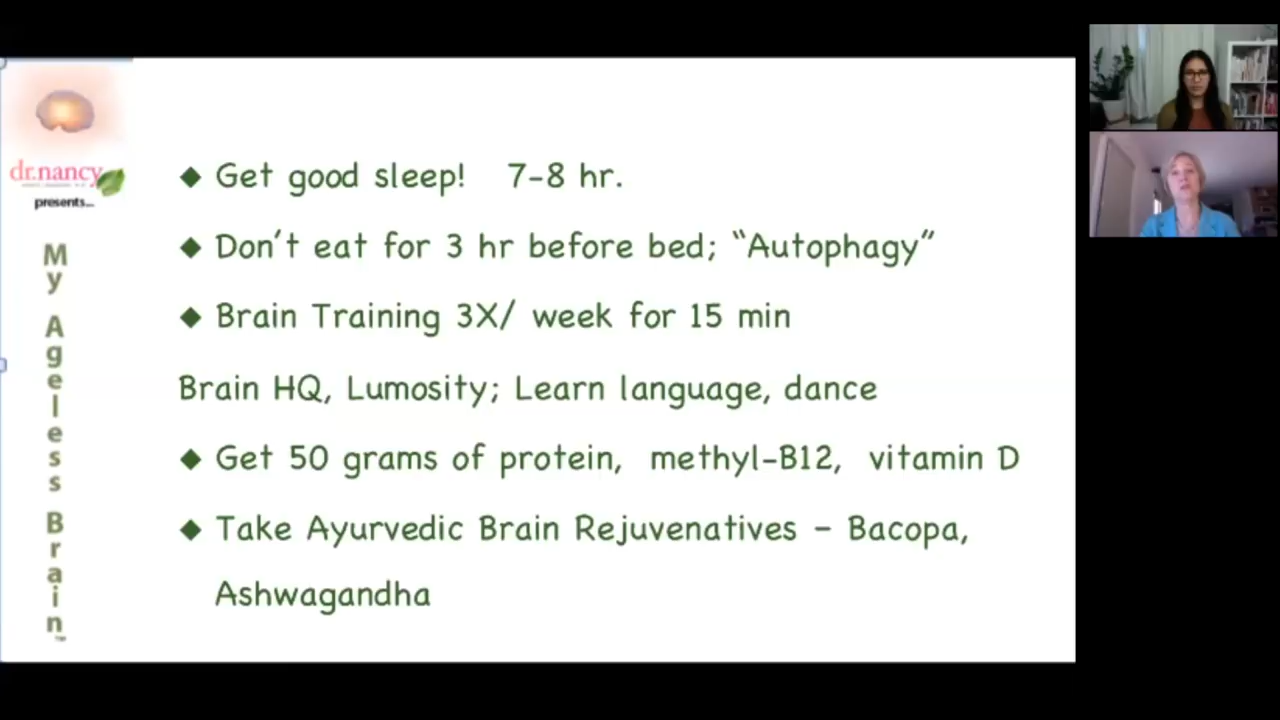 dr.nancy
presents...
My Ageless Brain™
◆ Get good sleep! 7-8 hr.
◆ Don't eat for 3 hr before bed; “Autophagy”
◆ Brain Training 3X/ week for 15 min
Brain HQ, Lumosity; Learn language, dance
◆ Get 50 grams of protein, methyl-B12, vitamin D
◆ Take Ayurvedic Brain Rejuvenatives – Bacopa,
Ashwagandha